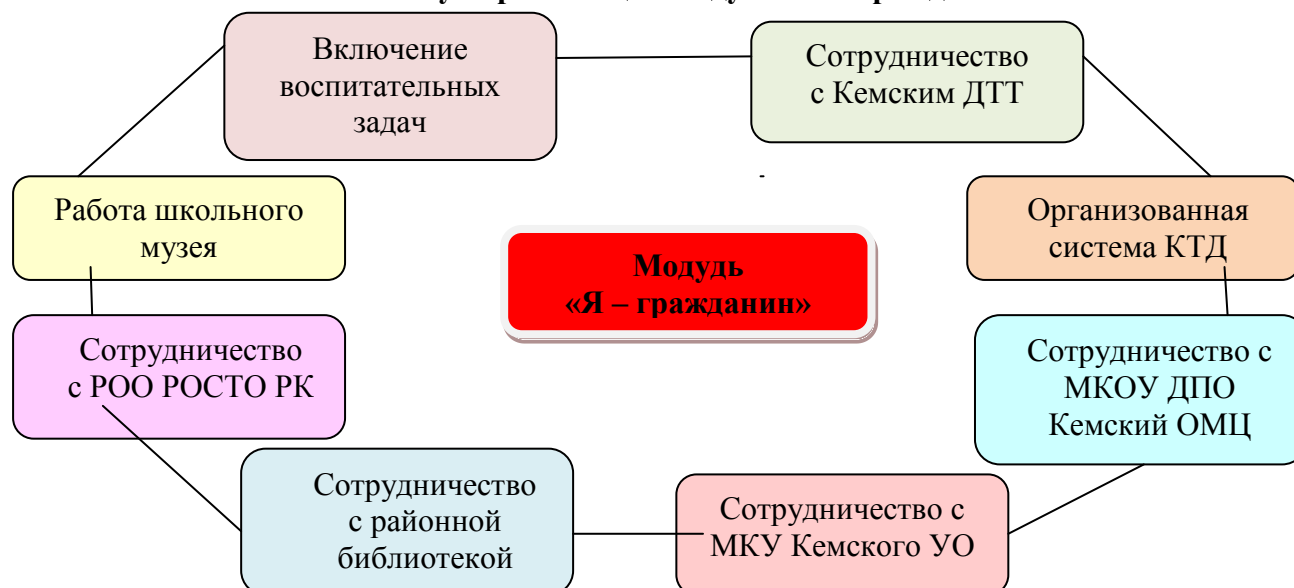 Включение
воспитательных
задач
Сотрудничество
с Кемским ДТТ
Работа школьного
музея
Организованная
система КТД
Модудь
«Я – гражданин»
Сотрудничество
с РОО РОСТО РК
Сотрудничество с
МКОУ ДПО
Кемский ОМЦ
Сотрудничество
с районной
библиотекой
Сотрудничество с
МКУ Кемского УО